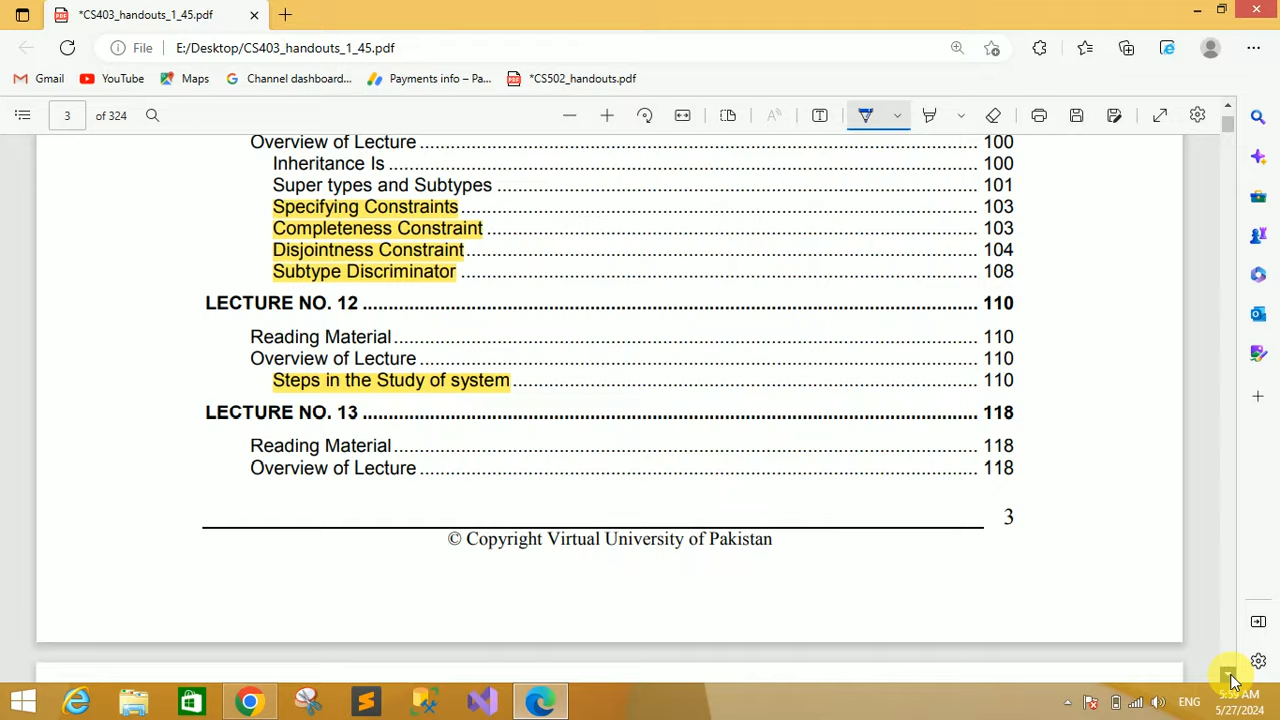 *CS403_handouts_1_45.pdf
File E:/Desktop/CS403_handouts_1_45.pdf
Gmail YouTube Maps Channel dashboard... Payments info – Pa... *CS502_handouts.pdf
3 of 324
Overview of Lecture 100
Inheritance Is 100
Super types and Subtypes 101
Specifying Constraints 103
Completeness Constraint 103
Disjointness Constraint 104
Subtype Discriminator 108
LECTURE NO. 12 110
Reading Material 110
Overview of Lecture 110
Steps in the Study of system 110
LECTURE NO. 13 118
Reading Material 118
Overview of Lecture 118
3
© Copyright Virtual University of Pakistan
ENG 5:59 AM
5/27/2024